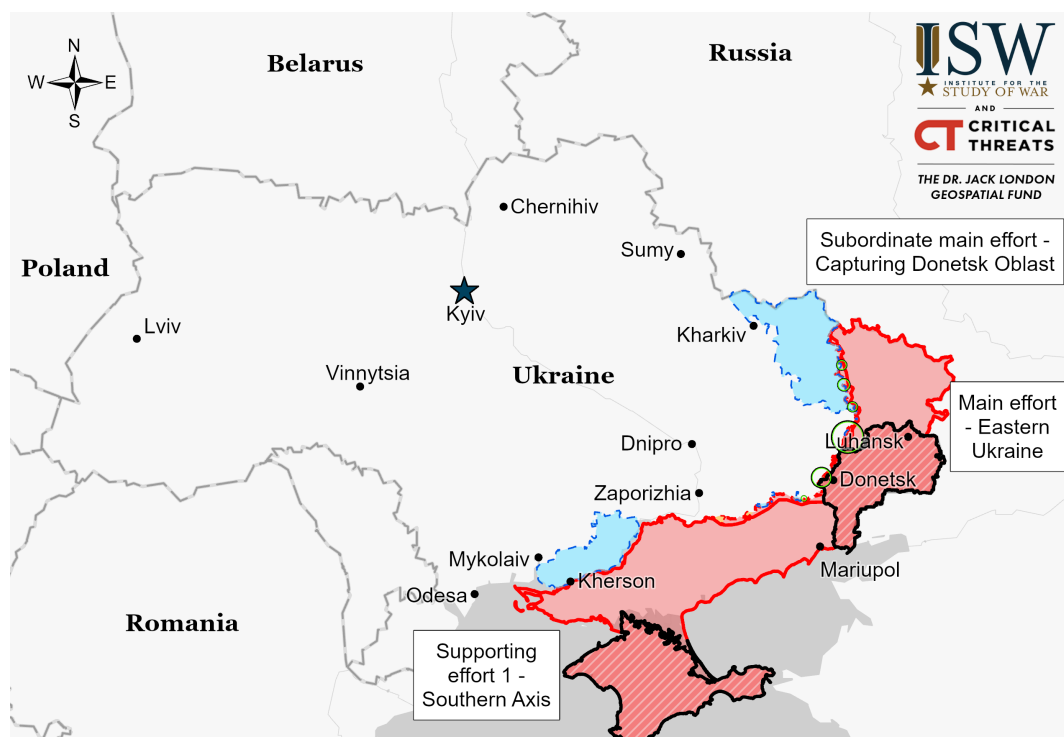 N
W
E
S
Belarus
Russia
ISW
INSTITUTE FOR THE
STUDY OF WAR
AND
CT CRITICAL
THREATS
THE DR. JACK LONDON
GEOSPATIAL FUND
Chernihiv
Subordinate main effort -
Capturing Donetsk Oblast
Sumy
Poland
Kyiv
Lviv
Kharkiv
Vinnytsia
Ukraine
Main effort
- Eastern
Ukraine
Dnipro
Luhansk
Donetsk
Zaporizhia
Mykolaiv
Mariupol
Kherson
Odesa
Romania
Supporting
effort 1 -
Southern Axis